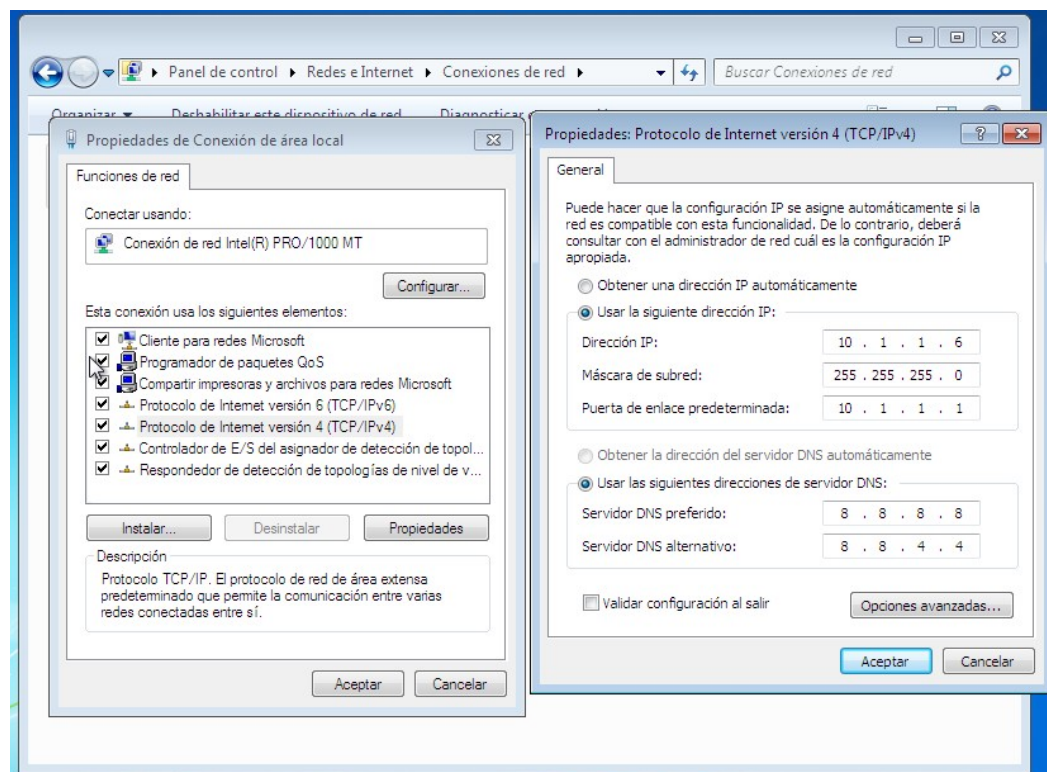 Panel de control Redes e Internet Conexiones de red
Buscar Conexiones de red
Organizar Deshabilitar este dispositivo de red Diagnosticar
Propiedades de Conexión de área local
Funciones de red
Conectar usando:
Conexión de red Intel(R) PRO/1000 MT
Configurar...
Esta conexión usa los siguientes elementos:
Cliente para redes Microsoft
Programador de paquetes QoS
Compartir impresoras y archivos para redes Microsoft
Protocolo de Internet versión 6 (TCP/IPv6)
Protocolo de Internet versión 4 (TCP/IPv4)
Controlador de E/S del asignador de detección de topol...
Respondedor de detección de topologías de nivel de v...
Instalar... Desinstalar Propiedades
Descripción
Protocolo TCP/IP. El protocolo de red de área extensa
predeterminado que permite la comunicación entre varias
redes conectadas entre sí.
Aceptar Cancelar
Propiedades: Protocolo de Internet versión 4 (TCP/IPv4)
General
Puede hacer que la configuración IP se asigne automáticamente si la
red es compatible con esta funcionalidad. De lo contrario, deberá
consultar con el administrador de red cuál es la configuración IP
apropiada.
Obtener una dirección IP automáticamente
Usar la siguiente dirección IP:
Dirección IP: 10 . 1 . 1 . 6
Máscara de subred: 255 . 255 . 255 . 0
Puerta de enlace predeterminada: 10 . 1 . 1 . 1
Obtener la dirección del servidor DNS automáticamente
Usar las siguientes direcciones de servidor DNS:
Servidor DNS preferido: 8 . 8 . 8 . 8
Servidor DNS alternativo: 8 . 8 . 4 . 4
Validar configuración al salir
Opciones avanzadas...
Aceptar Cancelar